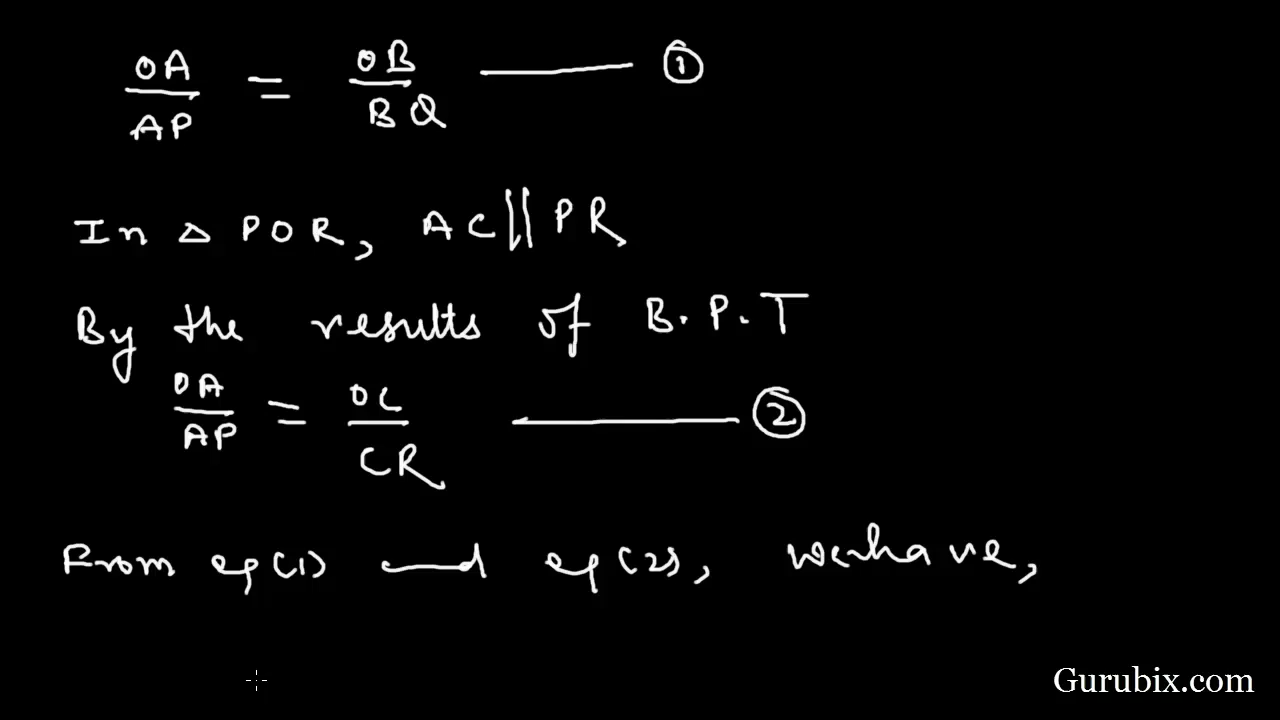 OA/AP = OB/BQ —— ①
In △ POR, AC||PR
By the results of B.P.T
OA/AP = OC/CR —— ②
From eq(1) and eq(2), we have,
Gurubix.com